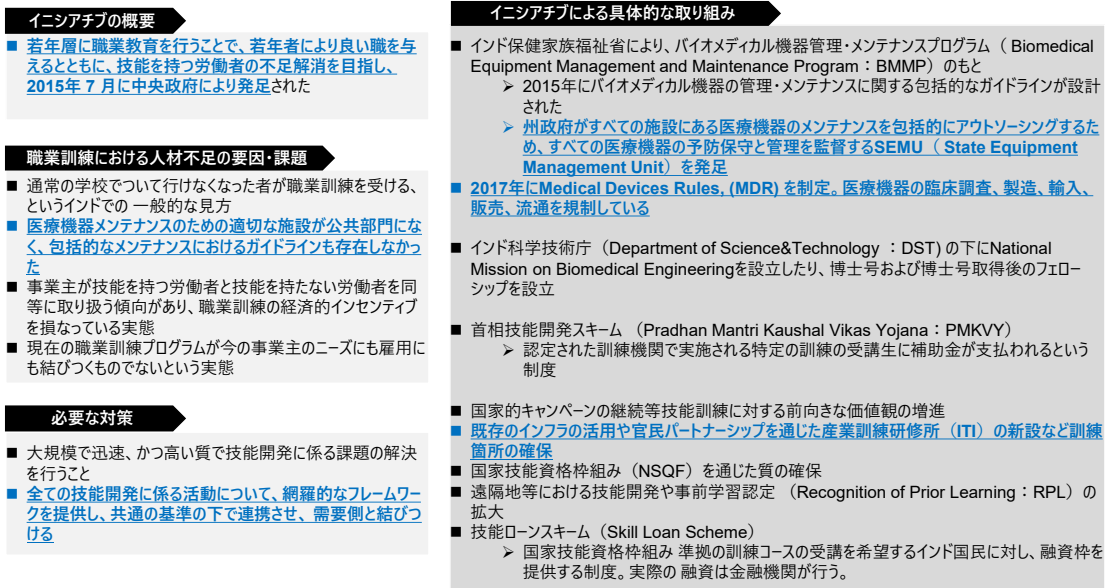 イニシアチブの概要
■ 若年層に職業教育を行うことで、若年者により良い職を与
えるとともに、技能を持つ労働者の不足解消を目指し、
2015年 7 月に中央政府により発足された
職業訓練における人材不足の要因・課題
■ 通常の学校でついて行けなくなった者が職業訓練を受ける、
というインドでの 一般的な見方
■ 医療機器メンテナンスのための適切な施設が公共部門にな
く、包括的なメンテナンスにおけるガイドラインも存在しなかっ
た
■ 事業主が技能を持つ労働者と技能を持たない労働者を同
等に取り扱う傾向があり、職業訓練の経済的インセンティブ
を損なっている実態
■ 現在の職業訓練プログラムが今の事業主のニーズにも雇用に
も結びつくものでないという実態
必要な対策
■ 大規模で迅速、かつ高い質で技能開発に係る課題の解決
を行うこと
■ 全ての技能開発に係る活動について、網羅的なフレームワー
クを提供し、共通の基準の下で連携させ、 需要側と結びつ
ける
イニシアチブによる具体的な取り組み
■ インド保健家族福祉省により、バイオメディカル機器管理・メンテナンスプログラム（ Biomedical
Equipment Management and Maintenance Program：BMMP）のもと
➢ 2015年にバイオメディカル機器の管理・メンテナンスに関する包括的なガイドラインが設計
された
➢ 州政府がすべての施設にある医療機器のメンテナンスを包括的にアウトソーシングするた
め、すべての医療機器の予防保守と管理を監督するSEMU（ State Equipment
Management Unit）を発足
■ 2017年にMedical Devices Rules, (MDR) を制定。医療機器の臨床調査、製造、輸入、
販売、流通を規制している
■ インド科学技術庁（Department of Science&Technology ：DST) の下にNational
Mission on Biomedical Engineeringを設立したり、博士号および博士号取得後のフェロー
シップを設立
■ 首相技能開発スキーム （Pradhan Mantri Kaushal Vikas Yojana：PMKVY）
➢ 認定された訓練機関で実施される特定の訓練の受講生に補助金が支払われるという
制度
■ 国家的キャンペーンの継続等技能訓練に対する前向きな価値観の増進
■ 既存のインフラの活用や官民パートナーシップを通じた産業訓練研修所（ITI）の新設など訓練
箇所の確保
■ 国家技能資格枠組み（NSQF）を通じた質の確保
■ 遠隔地等における技能開発や事前学習認定 （Recognition of Prior Learning：RPL）の
拡大
■ 技能ローンスキーム（Skill Loan Scheme）
➢ 国家技能資格枠組み 準拠の訓練コースの受講を希望するインド国民に対し、融資枠を
提供する制度。実際の 融資は金融機関が行う。